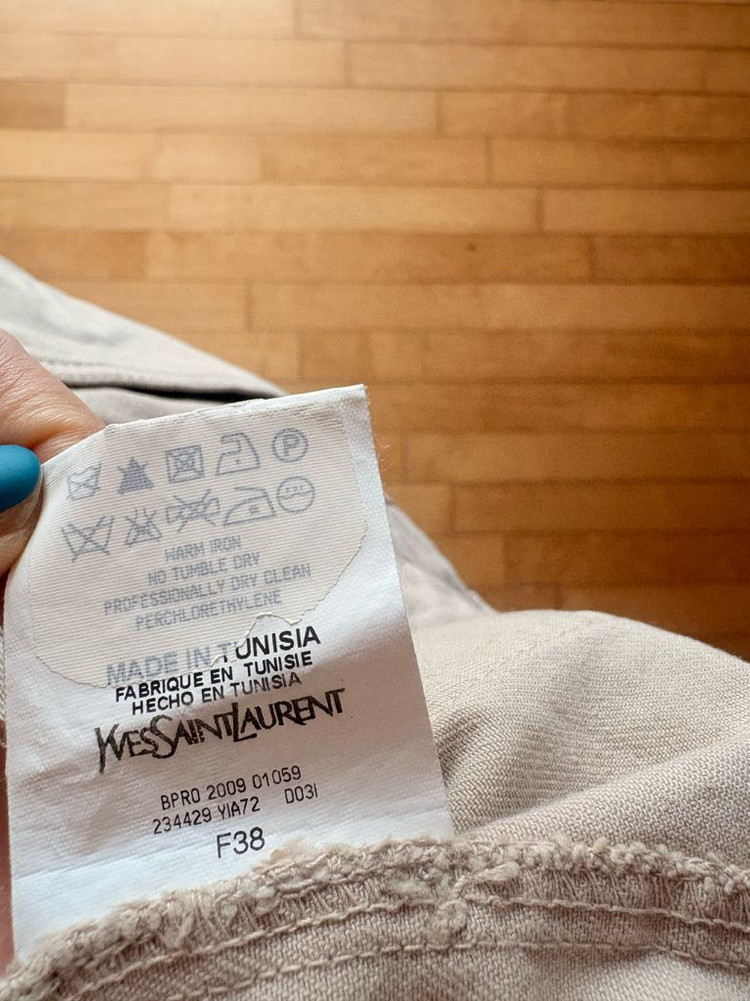 P
WARM IRON
NO TUMBLE DRY
PROFESSIONALLY DRY CLEAN
PERCHLORETHYLENE
MADE IN TUNISIA
FABRIQUE EN TUNISIE
HECHO EN TUNISIA
YVESSAINTLAURENT
BPRO 2009 01059
234429 YIA72 D03I
F38